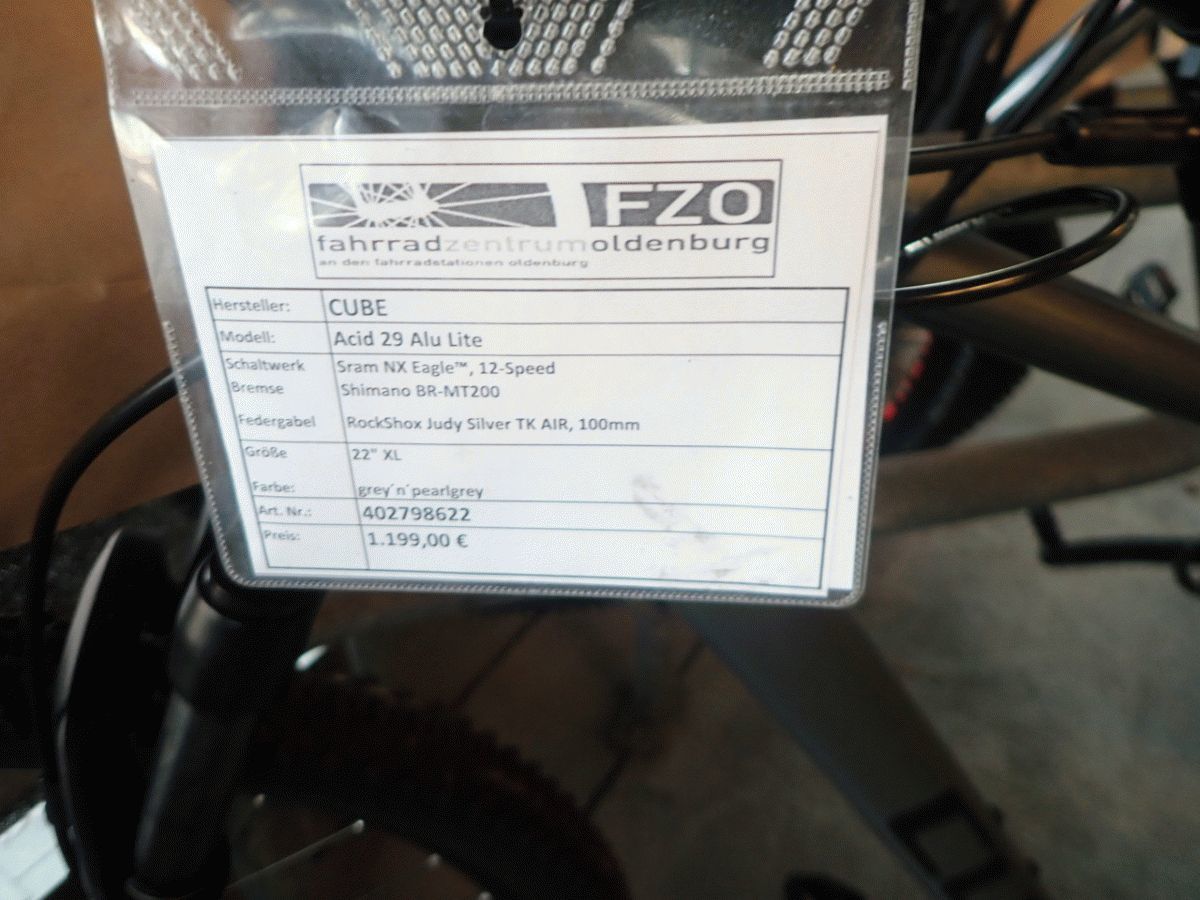 FZO
fahrradzentrumoldenburg
an den fahrradstationen oldenburg
Hersteller: CUBE
Modell: Acid 29 Alu Lite
Schaltwerk Sram NX Eagle™, 12-Speed
Bremse Shimano BR-MT200
Federgabel RockShox Judy Silver TK AIR, 100mm
Größe 22" XL
Farbe: grey´n´pearlgrey
Art. Nr.: 402798622
Preis: 1.199,00 €